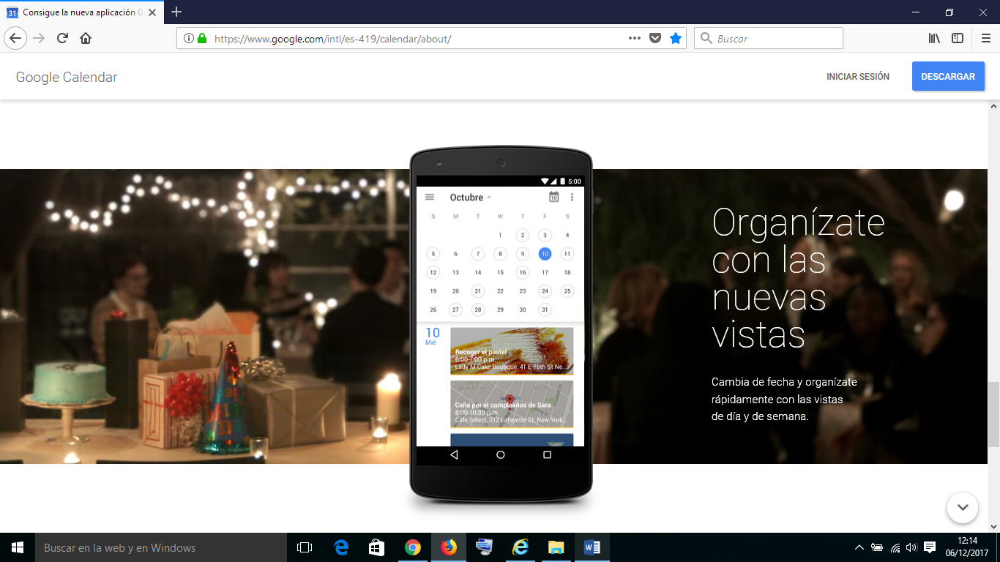 31 Consigue la nueva aplicación G
https://www.google.com/intl/es-419/calendar/about/
Buscar
Google Calendar
INICIAR SESIÓN
DESCARGAR
5:00
Octubre
10
S M T W T F S
1 2 3 4
5 6 7 8 9 10 11
12 13 14 15 16 17 18
19 20 21 22 23 24 25
26 27 28 29 30 31
10
Mié
Recoger el pastel
6:00-7:00 p.m.
Lady M Cake Boutique, 41 E 78th St Ne...
Ceña por el cumpleaños de Sara
8:00-10:30 p.m.
Cafe Select, 212 Lafayette St, New York...
Organízate
con las
nuevas
vistas
Cambia de fecha y organízate
rápidamente con las vistas
de día y de semana.
Buscar en la web y en Windows
12:14
06/12/2017